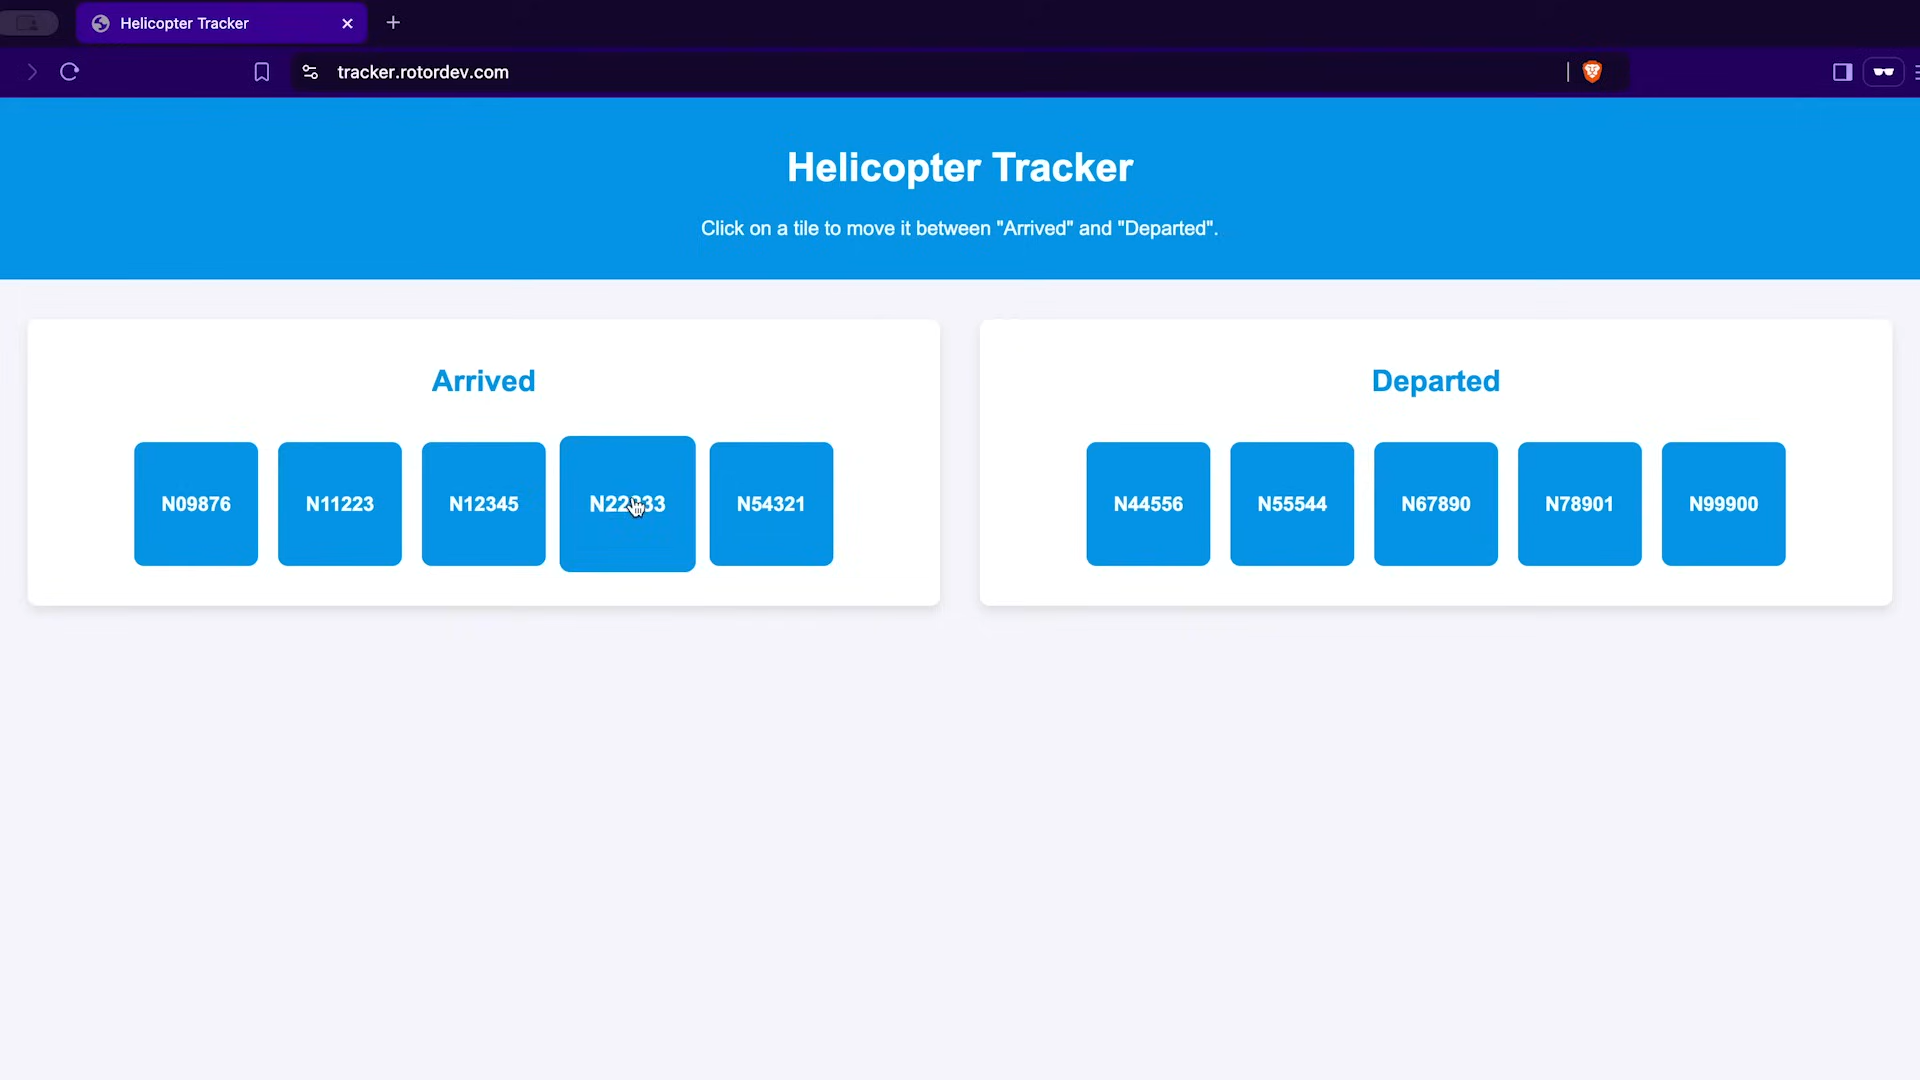 Helicopter Tracker
tracker.rotordev.com
Helicopter Tracker
Click on a tile to move it between "Arrived" and "Departed".
Arrived
Departed
N09876
N11223
N12345
N54321
N44556
N55544
N67890
N78901
N99900